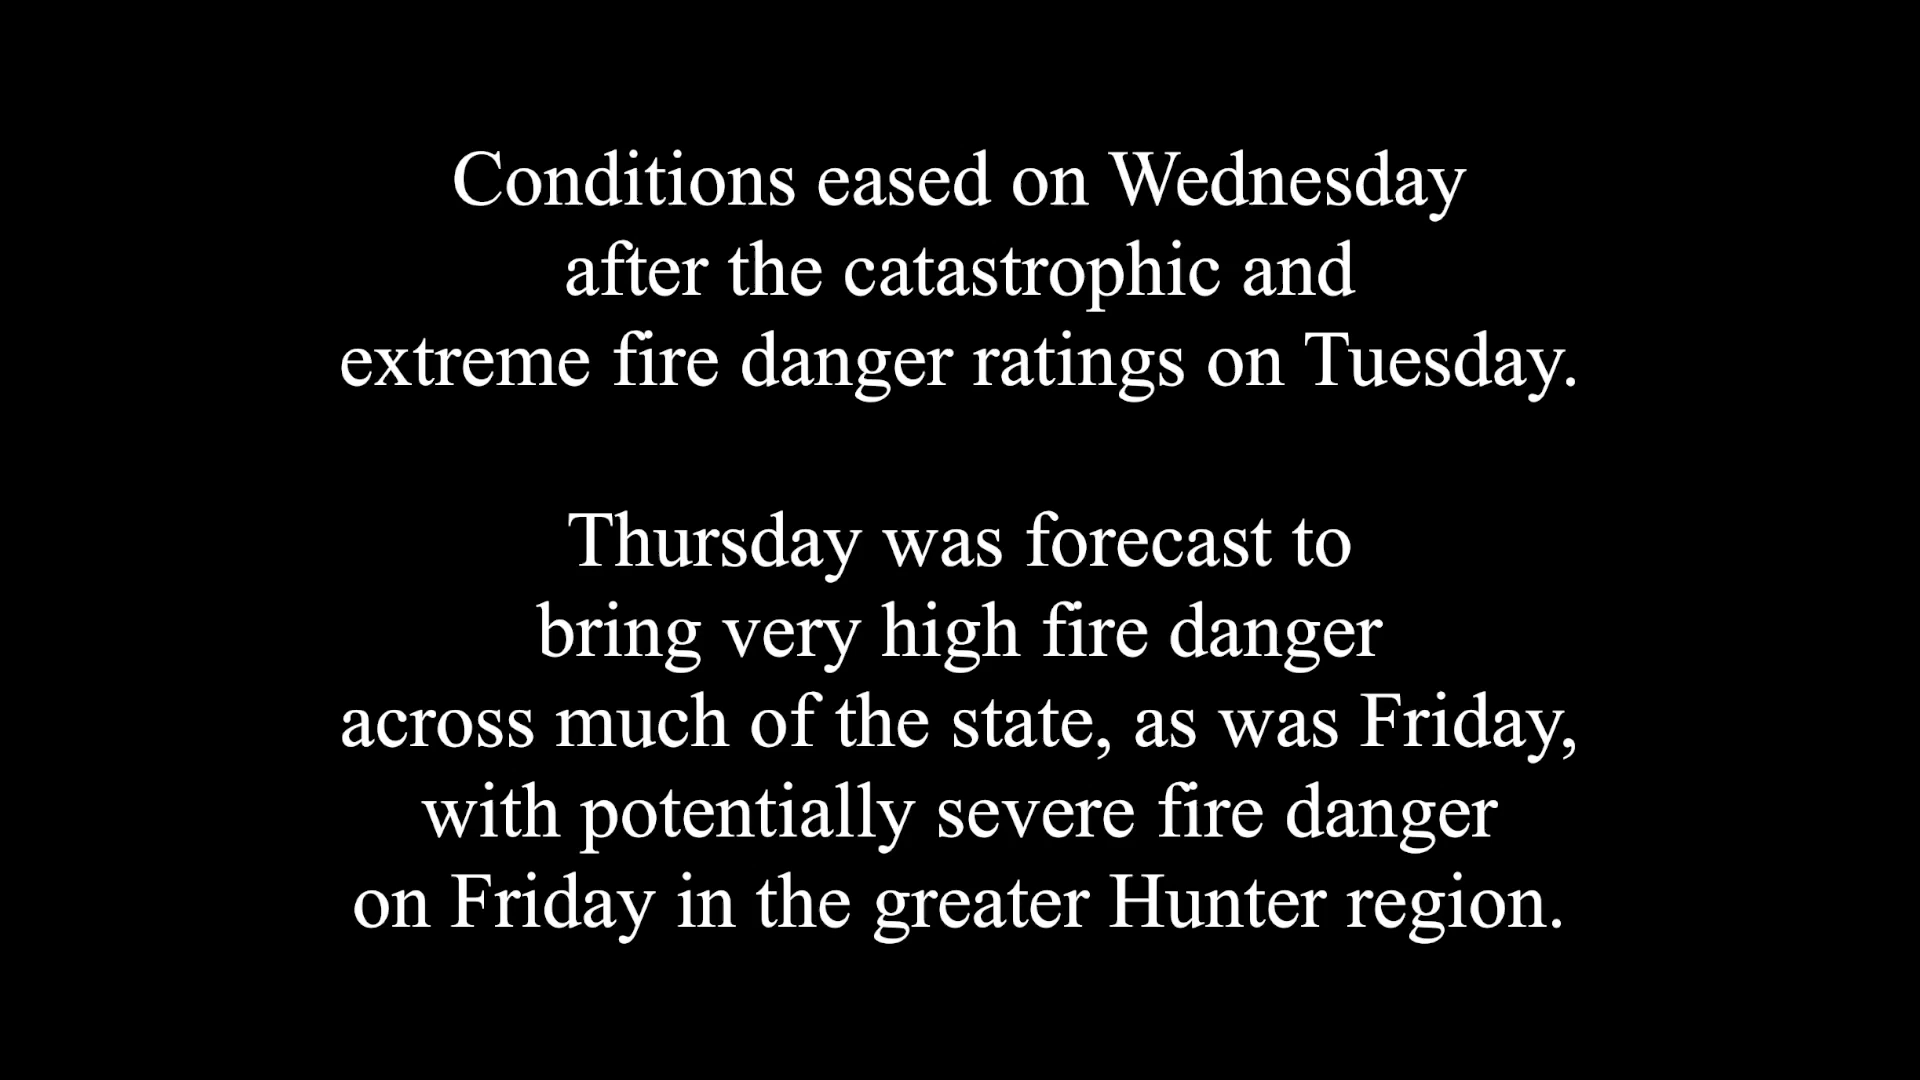 Conditions eased on Wednesday
after the catastrophic and
extreme fire danger ratings on Tuesday.
Thursday was forecast to
bring very high fire danger
across much of the state, as was Friday,
with potentially severe fire danger
on Friday in the greater Hunter region.